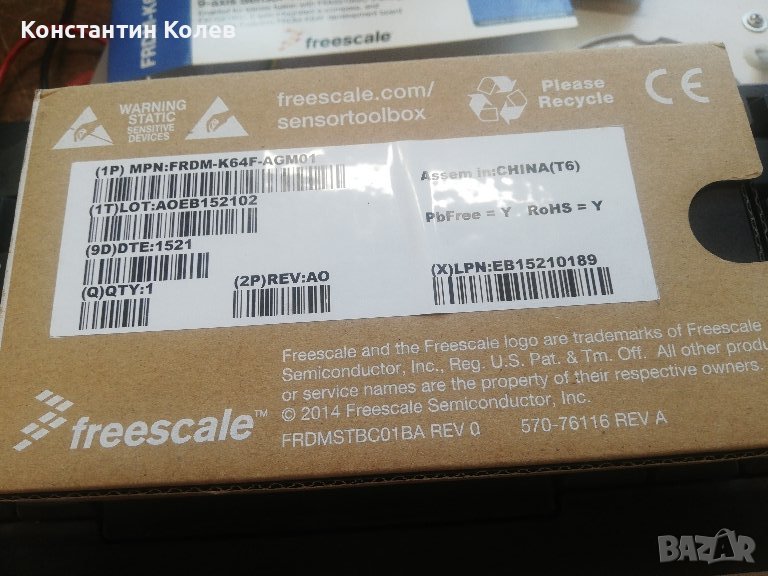 Константин Колев
freescale
WARNING
STATIC
SENSITIVE
DEVICES
freescale.com/
sensortoolbox
Please
Recycle
CE
(1P) MPN:FRDM-K64F-AGM01
(1T)LOT:AOEB152102
(9D)DTE:1521
(Q)QTY:1
(2P)REV:AO
Assem in:CHINA(T6)
PbFree = Y . RoHS = Y
(X)LPN:EB15210189
Freescale and the Freescale logo are trademarks of Freescale
Semiconductor, Inc., Reg. U.S. Pat. & Tm. Off. All other produ
or service names are the property of their respective owners.
© 2014 Freescale Semiconductor, Inc.
freescale™
FRDMSTBC01BA REV 0 570-76116 REV A
BAZAR